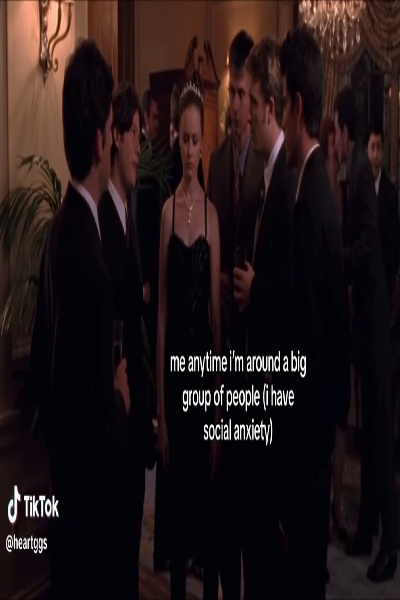 me anytime i'm around a big
group of people (i have
social anxiety)
TikTok
@heartggs